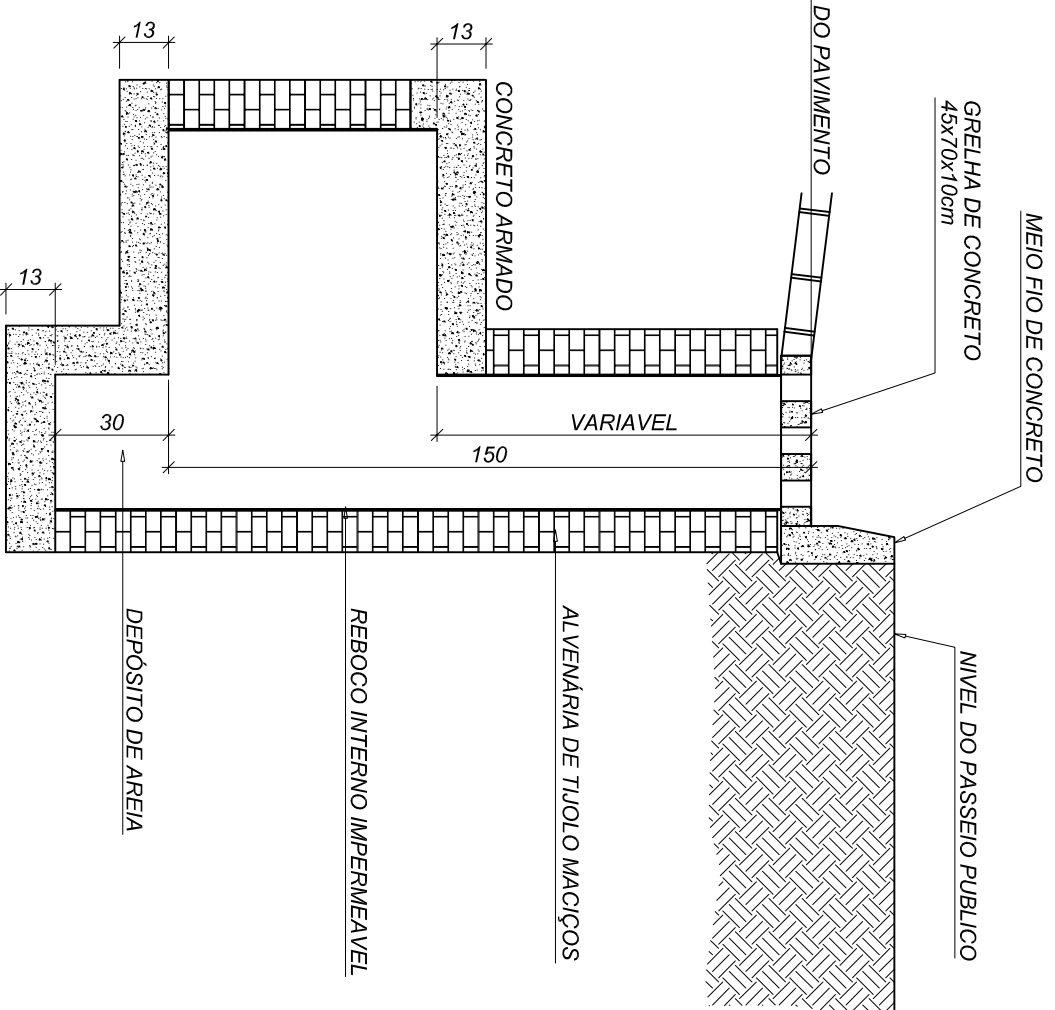 MEIO FIO DE CONCRETO
NIVEL DO PASSEIO PUBLICO
GRELHA DE CONCRETO
45x70x10cm
DO PAVIMENTO
CONCRETO ARMADO
ALVENÁRIA DE TIJOLO MACIÇOS
REBOCO INTERNO IMPERMEAVEL
DEPÓSITO DE AREIA
13
13
13
30
VARIAVEL
150